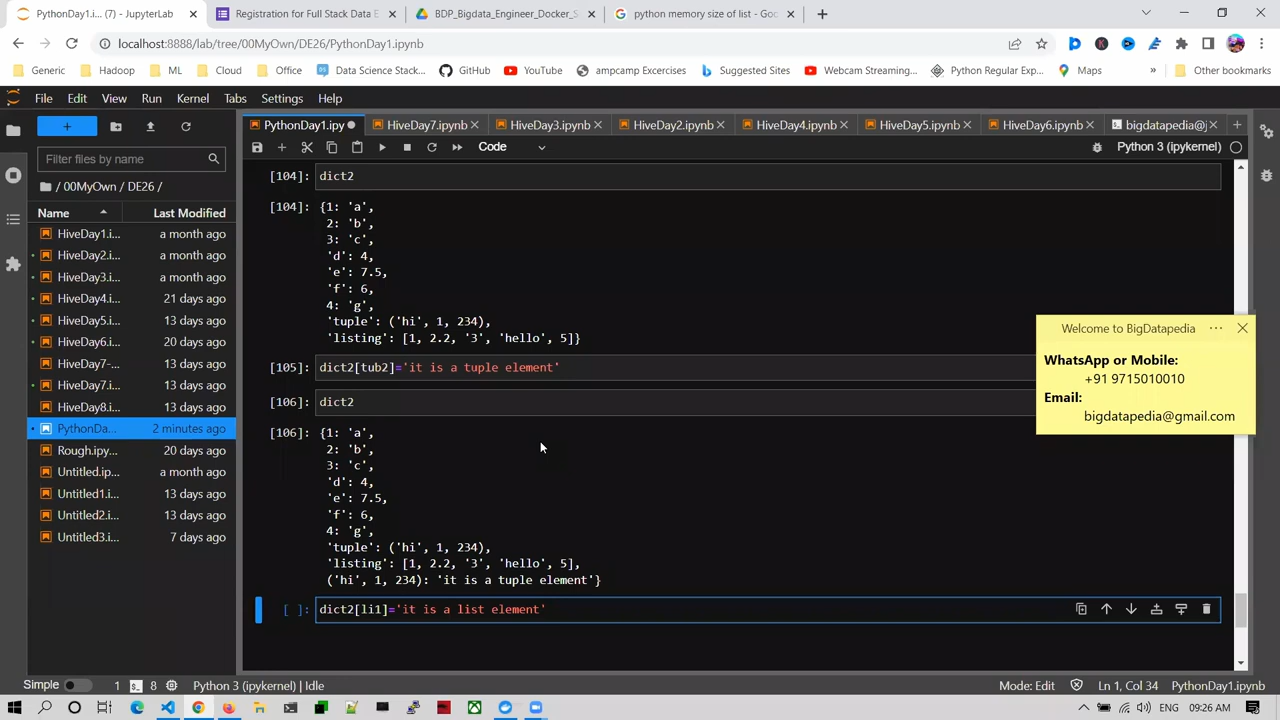 PythonDay1.i... (7) - JupyterLab
Registration for Full Stack Data E
BDP_Bigdata_Engineer_Docker_S
python memory size of list - Goo
localhost:8888/lab/tree/00MyOwn/DE26/PythonDay1.ipynb
Generic Hadoop ML Cloud Office Data Science Stack... GitHub YouTube ampcamp Excercises Suggested Sites Webcam Streaming... Python Regular Exp... Maps » Other bookmarks
File Edit View Run Kernel Tabs Settings Help
PythonDay1.ipy HiveDay7.ipynb HiveDay3.ipynb HiveDay2.ipynb HiveDay4.ipynb HiveDay5.ipynb HiveDay6.ipynb bigdatapedia@j
Code Python 3 (ipykernel)
Filter files by name
/ 00MyOwn / DE26 /
Name Last Modified
HiveDay1.i... a month ago
HiveDay2.i... a month ago
HiveDay3.i... a month ago
HiveDay4.i... 21 days ago
HiveDay5.i... 13 days ago
HiveDay6.i... 20 days ago
HiveDay7-... 13 days ago
HiveDay7.i... 13 days ago
HiveDay8.i... 13 days ago
PythonDa... 2 minutes ago
Rough.ipy... 20 days ago
Untitled.ip... a month ago
Untitled1.i... 13 days ago
Untitled2.i... 13 days ago
Untitled3.i... 7 days ago
[104]: dict2
[104]: {1: 'a',
2: 'b',
3: 'c',
'd': 4,
'e': 7.5,
'f': 6,
4: 'g',
'tuple': ('hi', 1, 234),
'listing': [1, 2.2, '3', 'hello', 5]}
[105]: dict2[tub2]='it is a tuple element'
[106]: dict2
[106]: {1: 'a',
2: 'b',
3: 'c',
'd': 4,
'e': 7.5,
'f': 6,
4: 'g',
'tuple': ('hi', 1, 234),
'listing': [1, 2.2, '3', 'hello', 5],
('hi', 1, 234): 'it is a tuple element'}
[ ]: dict2[li1]='it is a list element'
Welcome to BigDatapedia ...
WhatsApp or Mobile:
+91 9715010010
Email:
bigdatapedia@gmail.com
Simple 1 8 Python 3 (ipykernel) | Idle Mode: Edit Ln 1, Col 34 PythonDay1.ipynb
ENG 09:26 AM